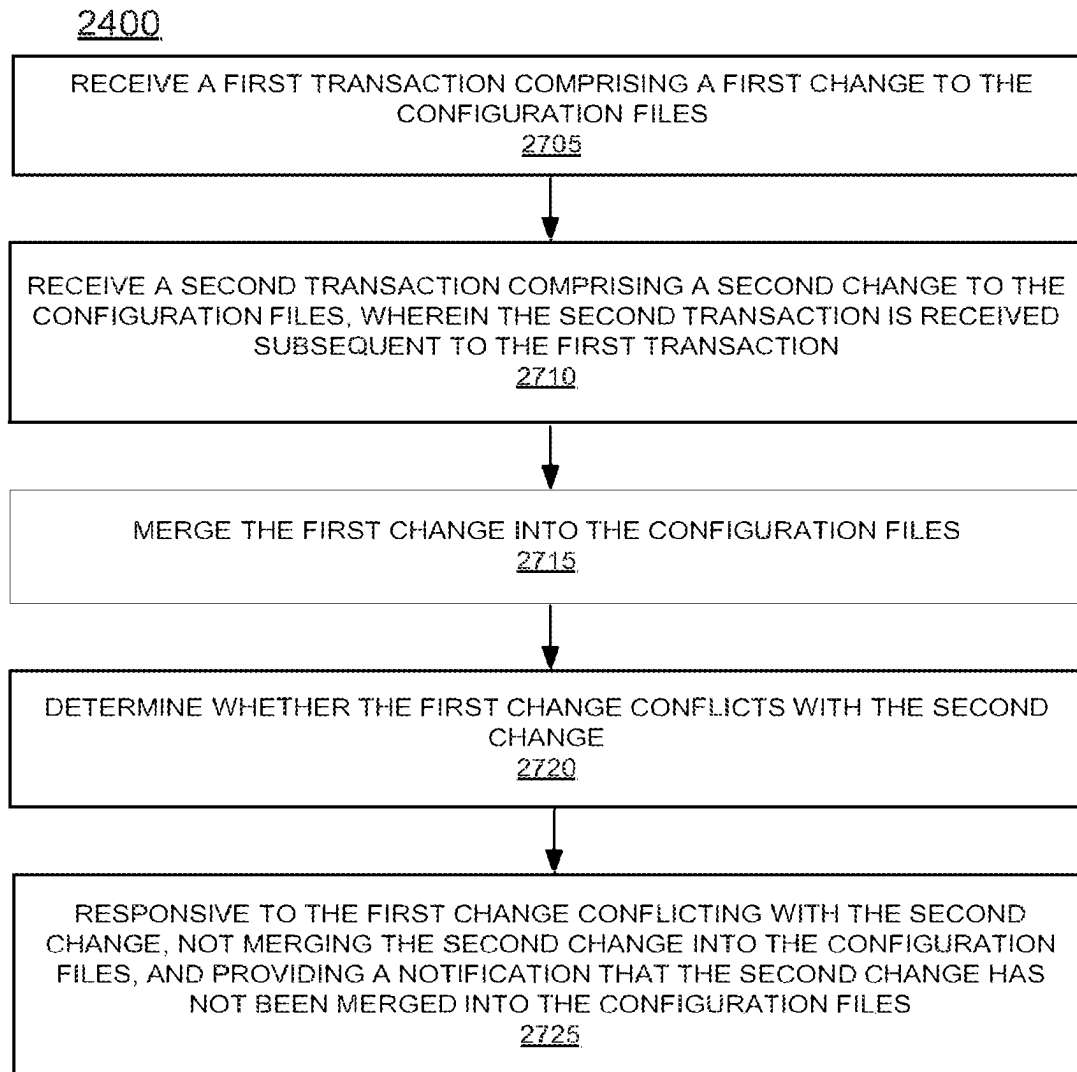 2400
RECEIVE A FIRST TRANSACTION COMPRISING A FIRST CHANGE TO THE
CONFIGURATION FILES
2705
RECEIVE A SECOND TRANSACTION COMPRISING A SECOND CHANGE TO THE
CONFIGURATION FILES, WHEREIN THE SECOND TRANSACTION IS RECEIVED
SUBSEQUENT TO THE FIRST TRANSACTION
2710
MERGE THE FIRST CHANGE INTO THE CONFIGURATION FILES
2715
DETERMINE WHETHER THE FIRST CHANGE CONFLICTS WITH THE SECOND
CHANGE
2720
RESPONSIVE TO THE FIRST CHANGE CONFLICTING WITH THE SECOND
CHANGE, NOT MERGING THE SECOND CHANGE INTO THE CONFIGURATION
FILES, AND PROVIDING A NOTIFICATION THAT THE SECOND CHANGE HAS
NOT BEEN MERGED INTO THE CONFIGURATION FILES
2725